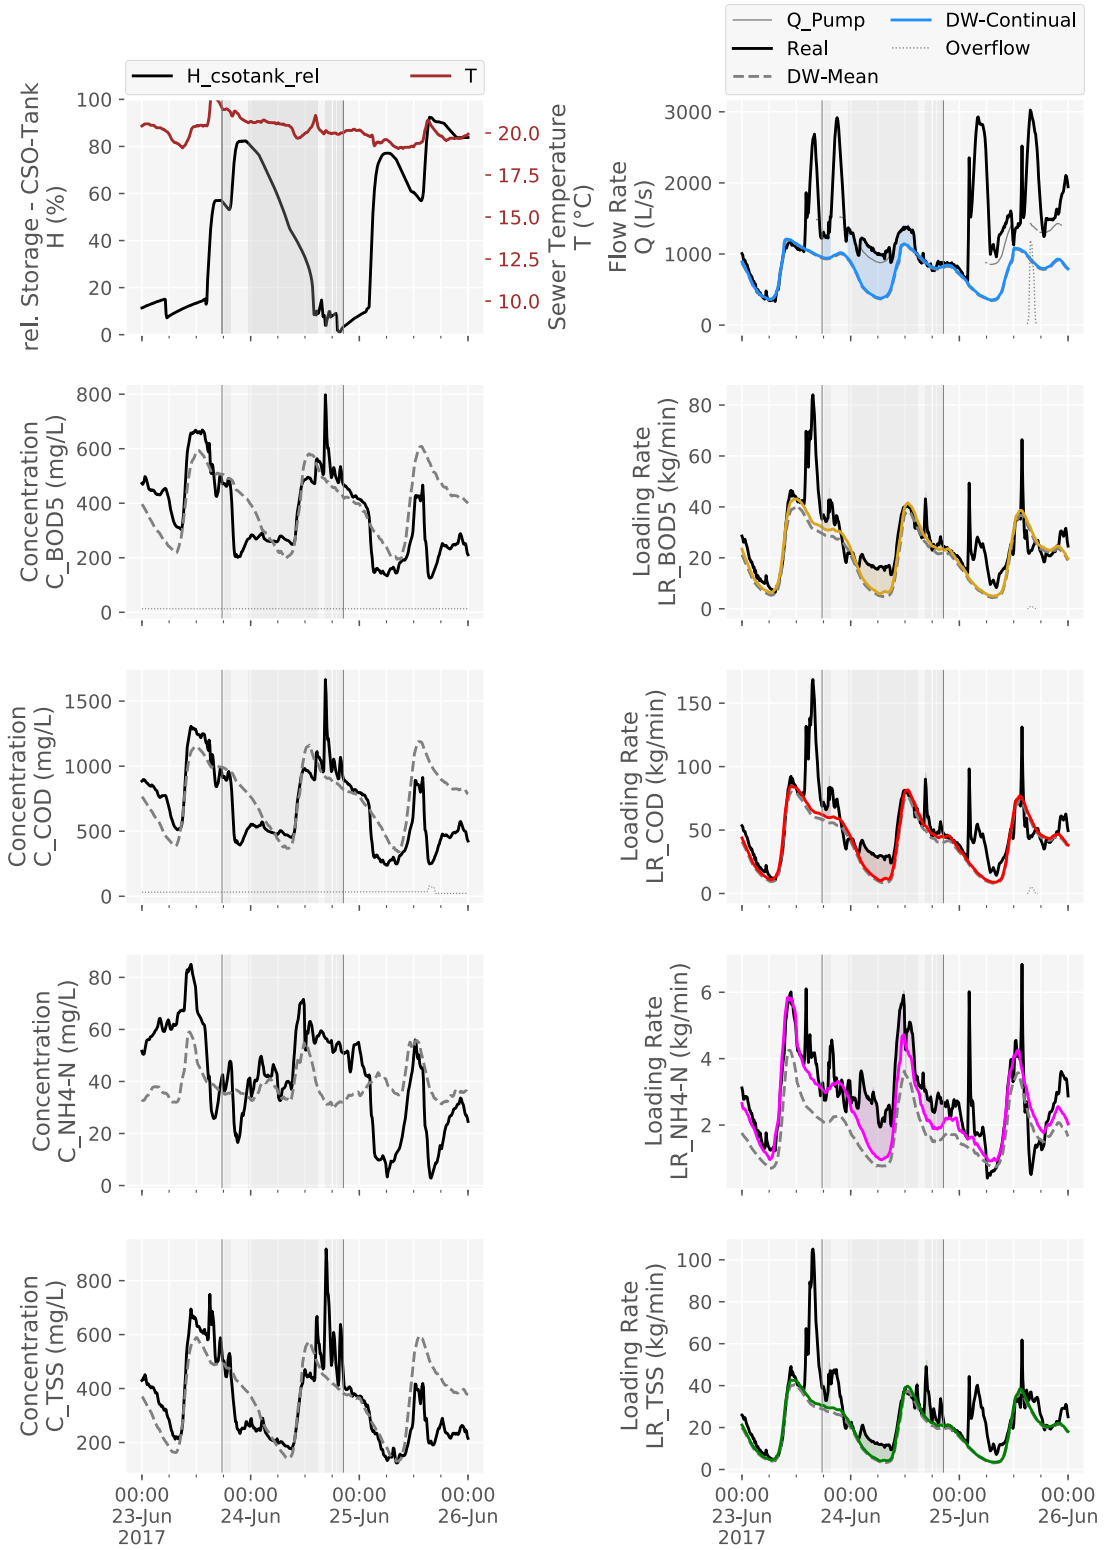 Q_Pump
DW-Continual
Real
Overflow
DW-Mean
H_csotank_rel
T
rel. Storage - CSO-Tank
H (%)
100
80
60
40
20
0
20.0
17.5
15.0
12.5
10.0
Sewer Temperature
T (°C)
Flow Rate
Q (L/s)
3000
2000
1000
0
Concentration
C_BOD5 (mg/L)
800
600
400
200
0
Loading Rate
LR_BOD5 (kg/min)
80
60
40
20
0
Concentration
C_COD (mg/L)
1500
1000
500
0
Loading Rate
LR_COD (kg/min)
150
100
50
0
Concentration
C_NH4-N (mg/L)
80
60
40
20
0
Loading Rate
LR_NH4-N (kg/min)
6
4
2
Concentration
C_TSS (mg/L)
800
600
400
200
Loading Rate
LR_TSS (kg/min)
100
80
60
40
20
0
00:00 00:00 00:00 00:00
23-Jun 24-Jun 25-Jun 26-Jun
2017
00:00 00:00 00:00 00:00
23-Jun 24-Jun 25-Jun 26-Jun
2017